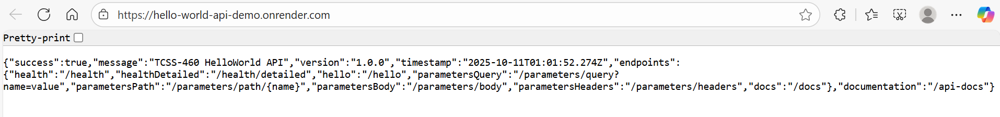 https://hello-world-api-demo.onrender.com
Pretty-print
{"success":true,"message":"TCSS-460 HelloWorld API","version":"1.0.0","timestamp":"2025-10-11T01:01:52.274Z","endpoints":
{"health":"/health","healthDetailed":"/health/detailed","hello":"/hello","parametersQuery":"/parameters/query?
name=value","parametersPath":"/parameters/path/{name}","parametersBody":"/parameters/body","parametersHeaders":"/parameters/headers","docs":"/docs"},"documentation":"/api-docs"}